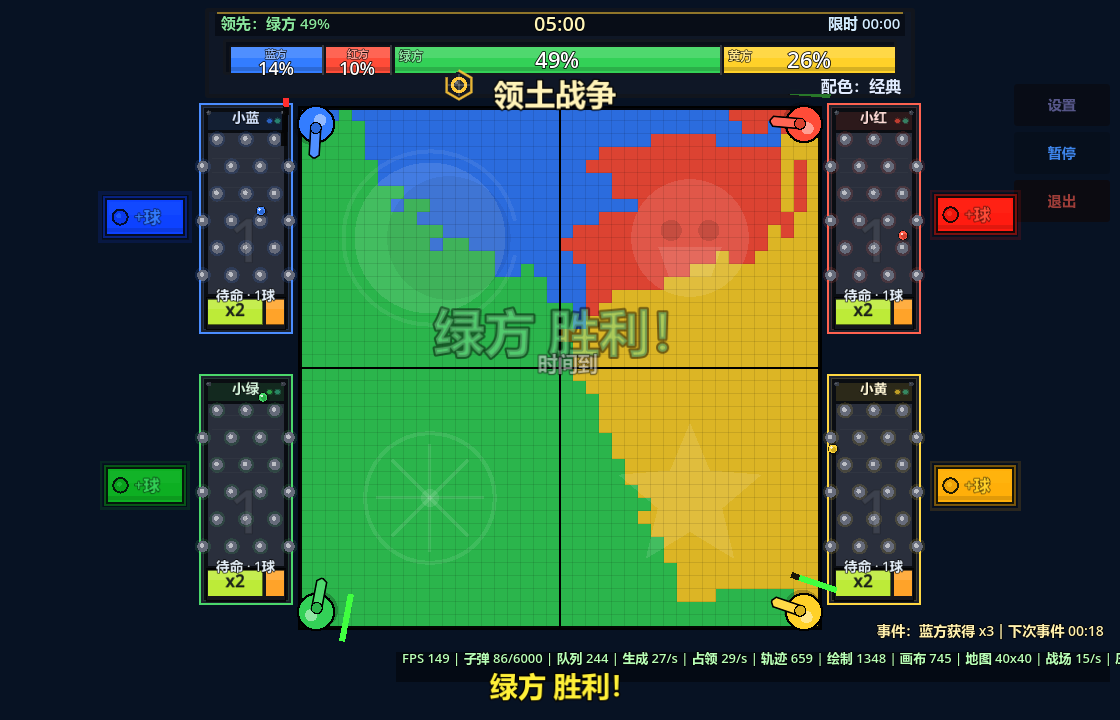 领先：绿方 49%
05:00
限时 00:00
蓝方
14%
红方
10%
绿方
49%
黄方
26%
配色：经典
领土战争
设置
暂停
退出
小蓝
1
待命 · 1球
x2
+球
小红
1
待命 · 1球
x2
+球
绿方 胜利！
时间到
小绿
1
待命 · 1球
x2
+球
小黄
1
待命 · 1球
x2
+球
事件：蓝方获得 x3 | 下次事件 00:18
FPS 149 | 子弹 86/6000 | 队列 244 | 生成 27/s | 占领 29/s | 轨迹 659 | 绘制 1348 | 画布 745 | 地图 40x40 | 战场 15/s |
绿方 胜利！